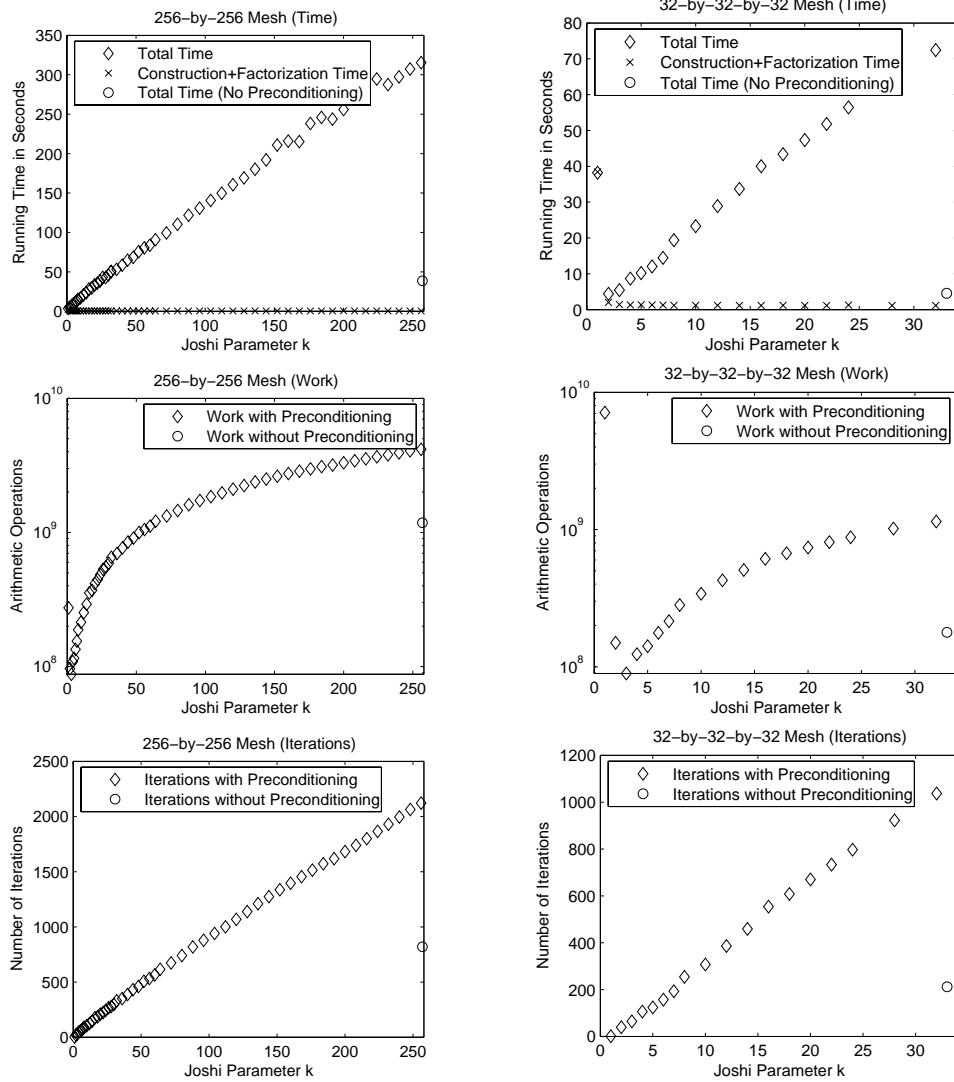 256−by−256 Mesh (Time)
350
300
250
200
150
100
50
0
Running Time in Seconds
Total Time
Construction+Factorization Time
Total Time (No Preconditioning)
0 50 100 150 200 250
Joshi Parameter k
32−by−32−by−32 Mesh (Time)
80
70
60
50
40
30
20
10
0
Running Time in Seconds
Total Time
Construction+Factorization Time
Total Time (No Preconditioning)
0 5 10 15 20 25 30
Joshi Parameter k
256−by−256 Mesh (Work)
10^10
10^9
10^8
Arithmetic Operations
Work with Preconditioning
Work without Preconditioning
0 50 100 150 200 250
Joshi Parameter k
32−by−32−by−32 Mesh (Work)
10^10
10^9
10^8
Arithmetic Operations
Work with Preconditioning
Work without Preconditioning
0 5 10 15 20 25 30
Joshi Parameter k
256−by−256 Mesh (Iterations)
2500
2000
1500
1000
500
0
Number of Iterations
Iterations with Preconditioning
Iterations without Preconditioning
0 50 100 150 200 250
Joshi Parameter k
32−by−32−by−32 Mesh (Iterations)
1200
1000
800
600
400
200
0
Number of Iterations
Iterations with Preconditioning
Iterations without Preconditioning
0 5 10 15 20 25 30
Joshi Parameter k